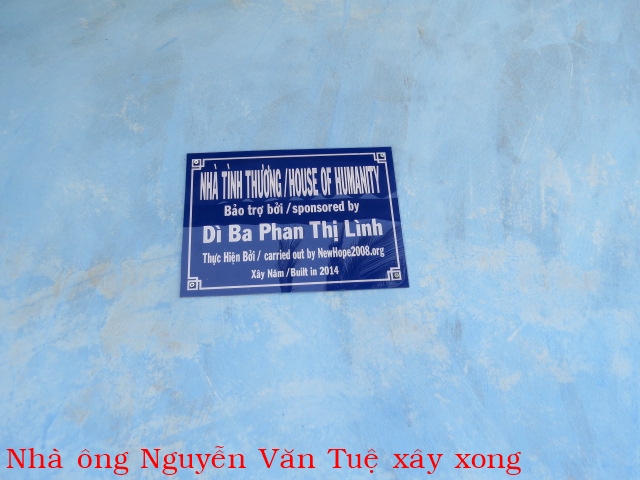 NHÀ TÌNH THƯƠNG /HOUSE OF HUMANITY
Bảo trợ bởi /sponsored by
Dì Ba Phan Thị Lình
Thực Hiện Bởi / carried out by NewHope2008.org
Xây Năm /Built in 2014
Nhà ông Nguyễn Văn Tuệ xây xong